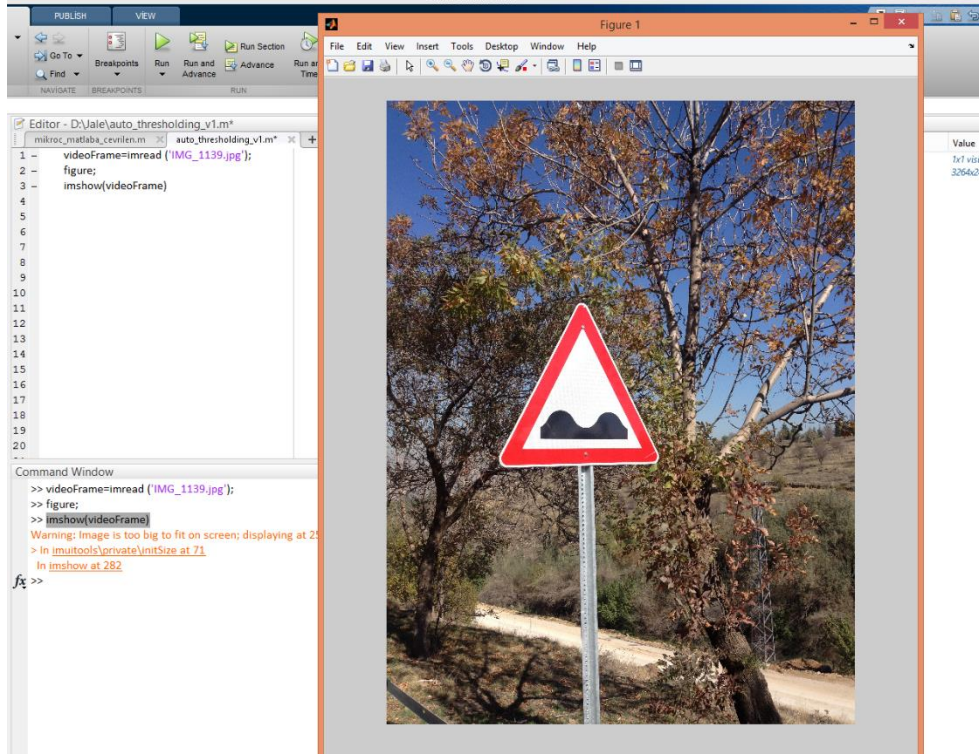 PUBLISH VIEW
Figure 1
File Edit View Insert Tools Desktop Window Help
Go To
Find
Breakpoints
Run
Run and Advance
Run Section
Advance
NAVIGATE BREAKPOINTS RUN
Editor - D:\Jale\auto_thresholding_v1.m*
mikroc_matlaba_cevrilen.m auto_thresholding_v1.m*
1 videoFrame=imread ('IMG_1139.jpg');
2 figure;
3 imshow(videoFrame)
4
5
6
7
8
9
10
11
12
13
14
15
16
17
18
19
20
Value
1x1
Command Window
>> videoFrame=imread ('IMG_1139.jpg');
>> figure;
>> imshow(videoFrame)
Warning: Image is too big to fit on screen; displaying at
> In imuitools\private\initSize at 71
In imshow at 282
fx >>